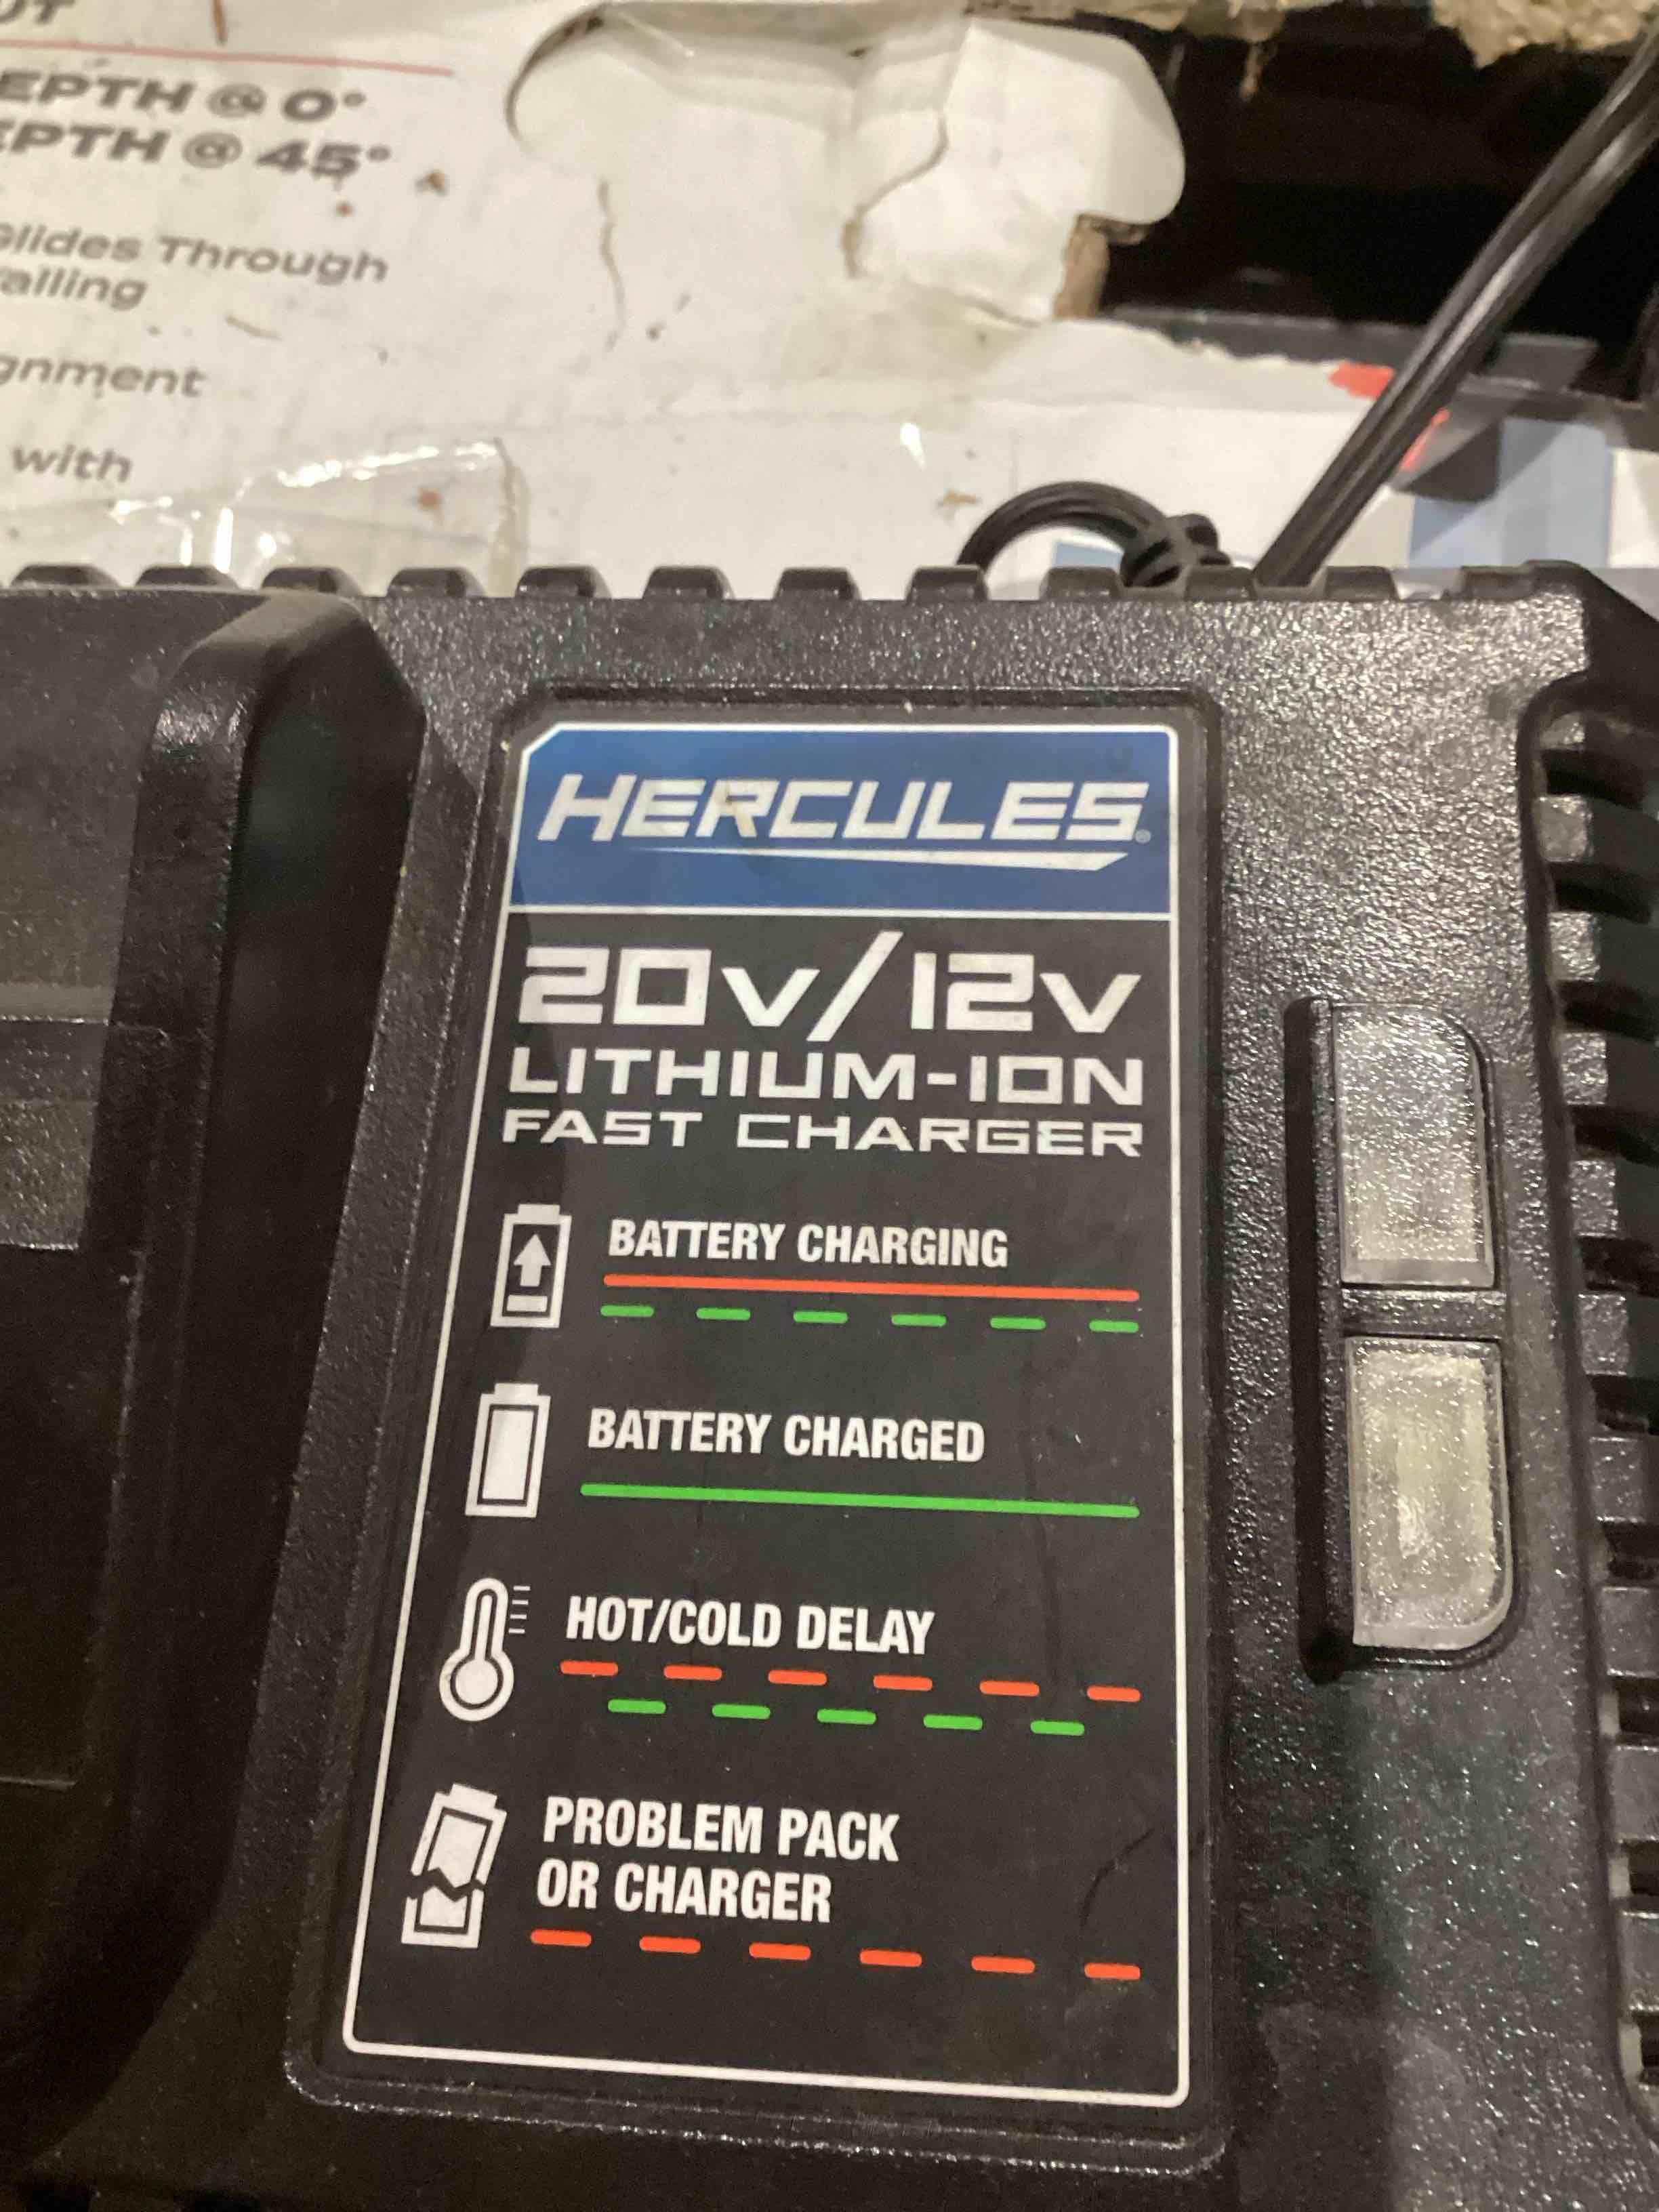 EPTH @ 0°
EPTH @ 45°
Glides Through
alling
gnment
with
HERCULES®
20V/12V
LITHIUM-ION
FAST CHARGER
BATTERY CHARGING
BATTERY CHARGED
HOT/COLD DELAY
PROBLEM PACK
OR CHARGER